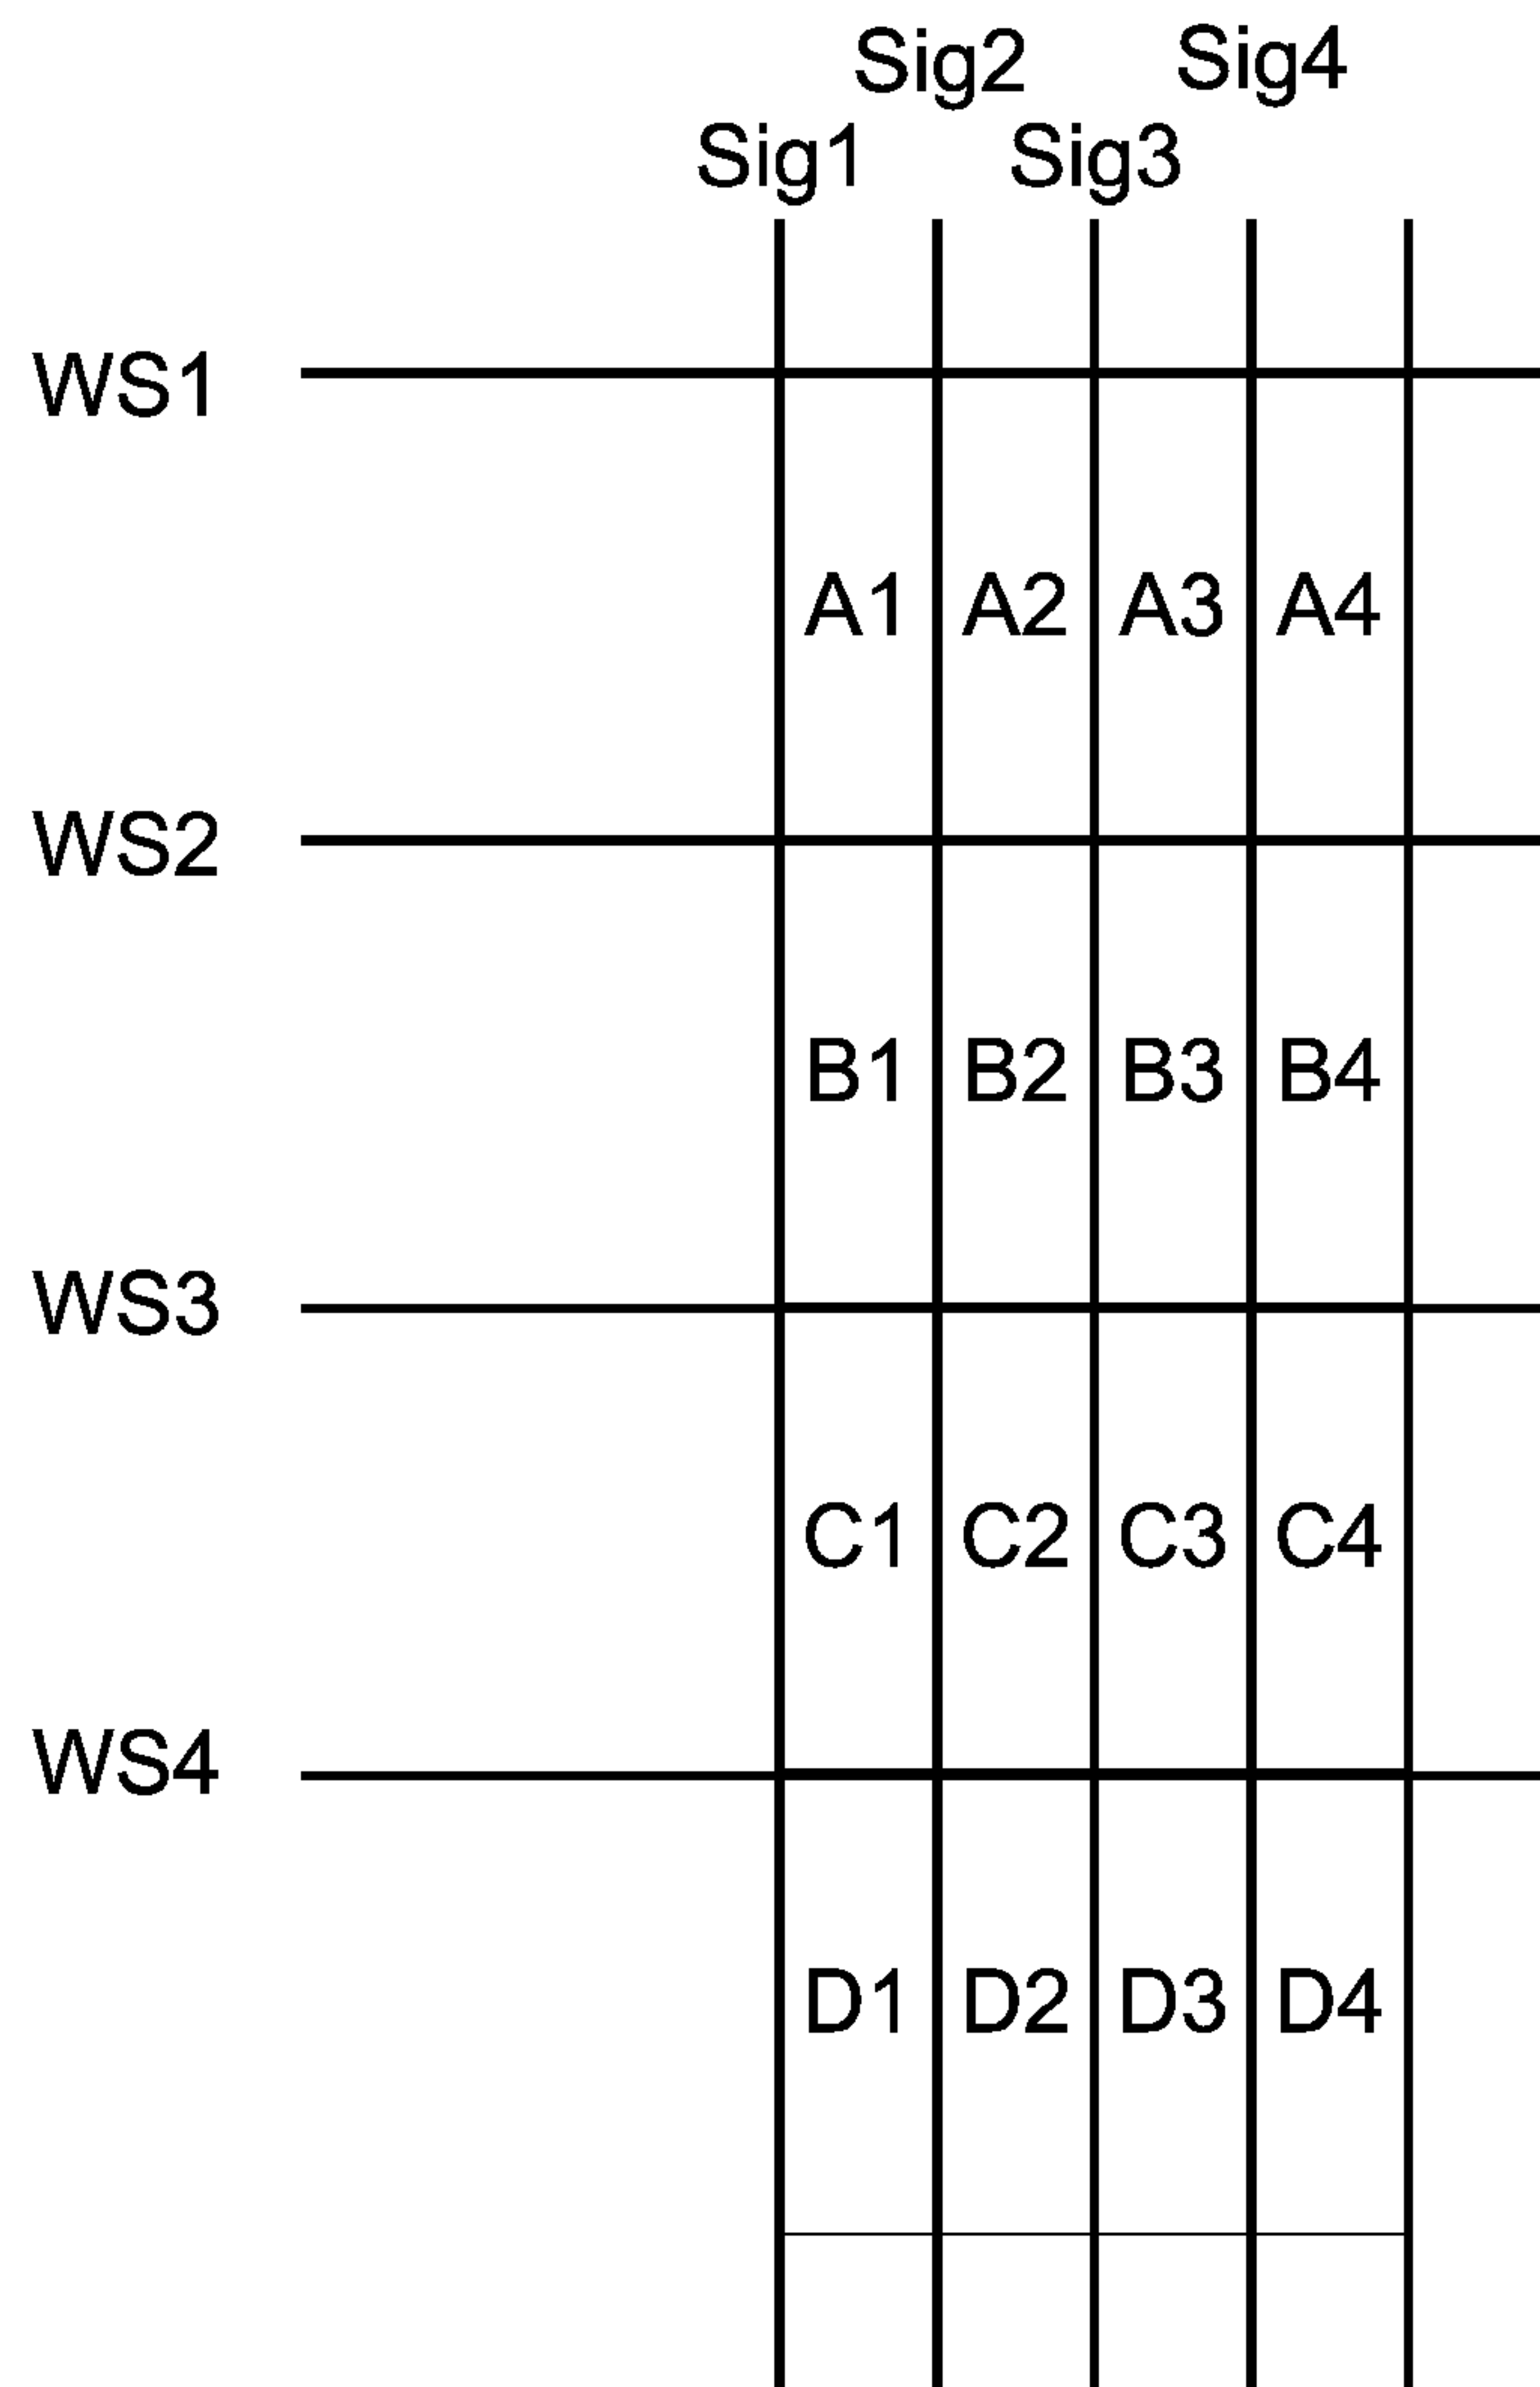 Sig2 Sig4
Sig1 Sig3
WS1
A1 A2 A3 A4
WS2
B1 B2 B3 B4
WS3
C1 C2 C3 C4
WS4
D1 D2 D3 D4